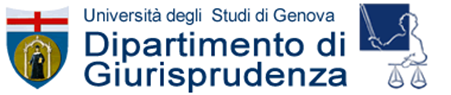 Università degli Studi di Genova
Dipartimento di
Giurisprudenza